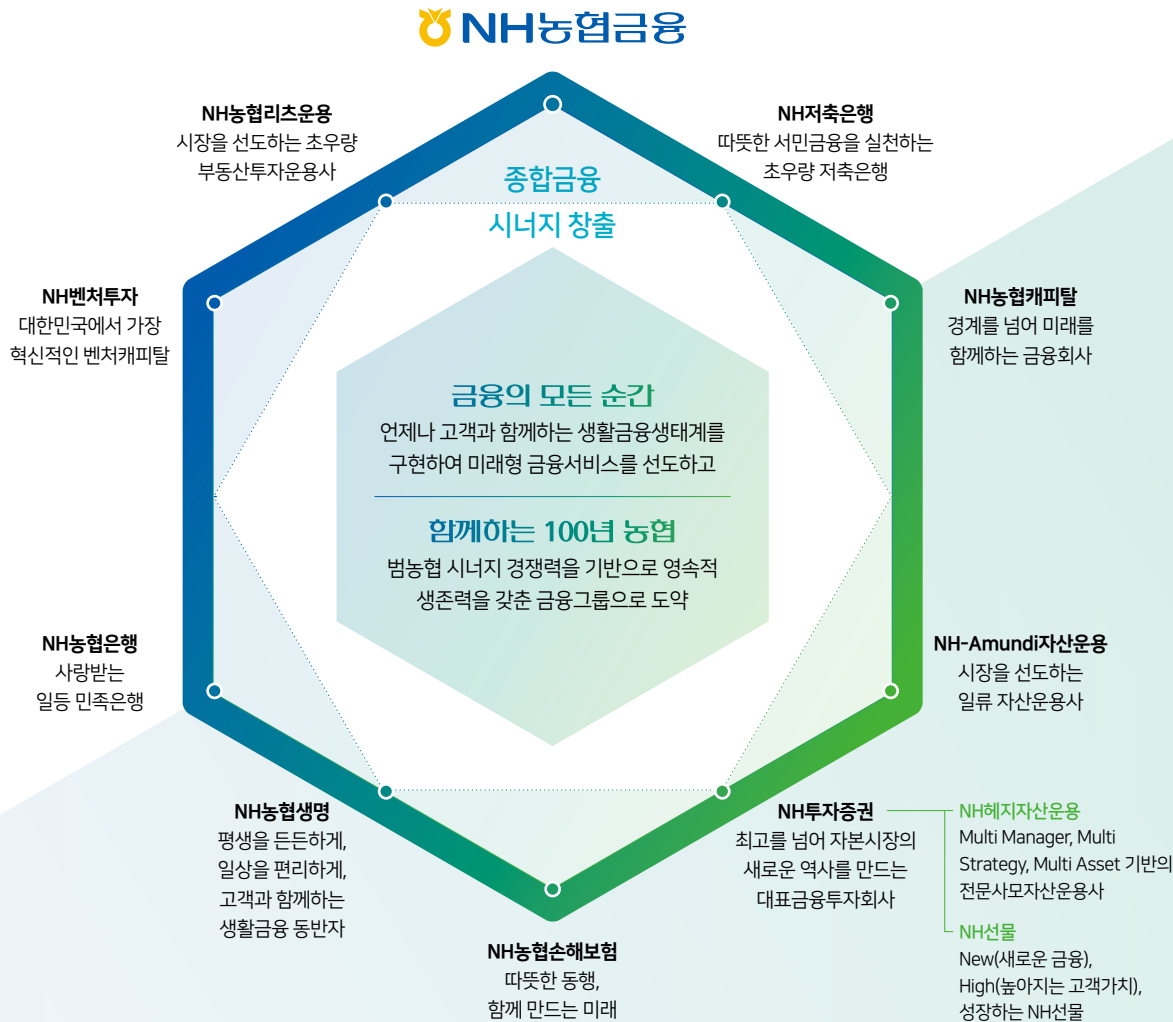 NH농협금융
NH농협리츠운용
시장을 선도하는 초우량
부동산투자운용사
NH저축은행
따뜻한 서민금융을 실천하는
초우량 저축은행
종합금융
시너지 창출
NH벤처투자
대한민국에서 가장
혁신적인 벤처캐피탈
NH농협캐피탈
경계를 넘어 미래를
함께하는 금융회사
금융의 모든 순간
언제나 고객과 함께하는 생활금융생태계를
구현하여 미래형 금융서비스를 선도하고
함께하는 100년 농협
범농협 시너지 경쟁력을 기반으로 영속적
생존력을 갖춘 금융그룹으로 도약
NH농협은행
사랑받는
일등 민족은행
NH-Amundi자산운용
시장을 선도하는
일류 자산운용사
NH농협생명
평생을 든든하게,
일상을 편리하게,
고객과 함께하는
생활금융 동반자
NH농협손해보험
따뜻한 동행,
함께 만드는 미래
NH투자증권
최고를 넘어 자본시장의
새로운 역사를 만드는
대표금융투자회사
NH헤지자산운용
Multi Manager, Multi
Strategy, Multi Asset 기반의
전문사모자산운용사
NH선물
New(새로운 금융),
High(높아지는 고객가치),
성장하는 NH선물